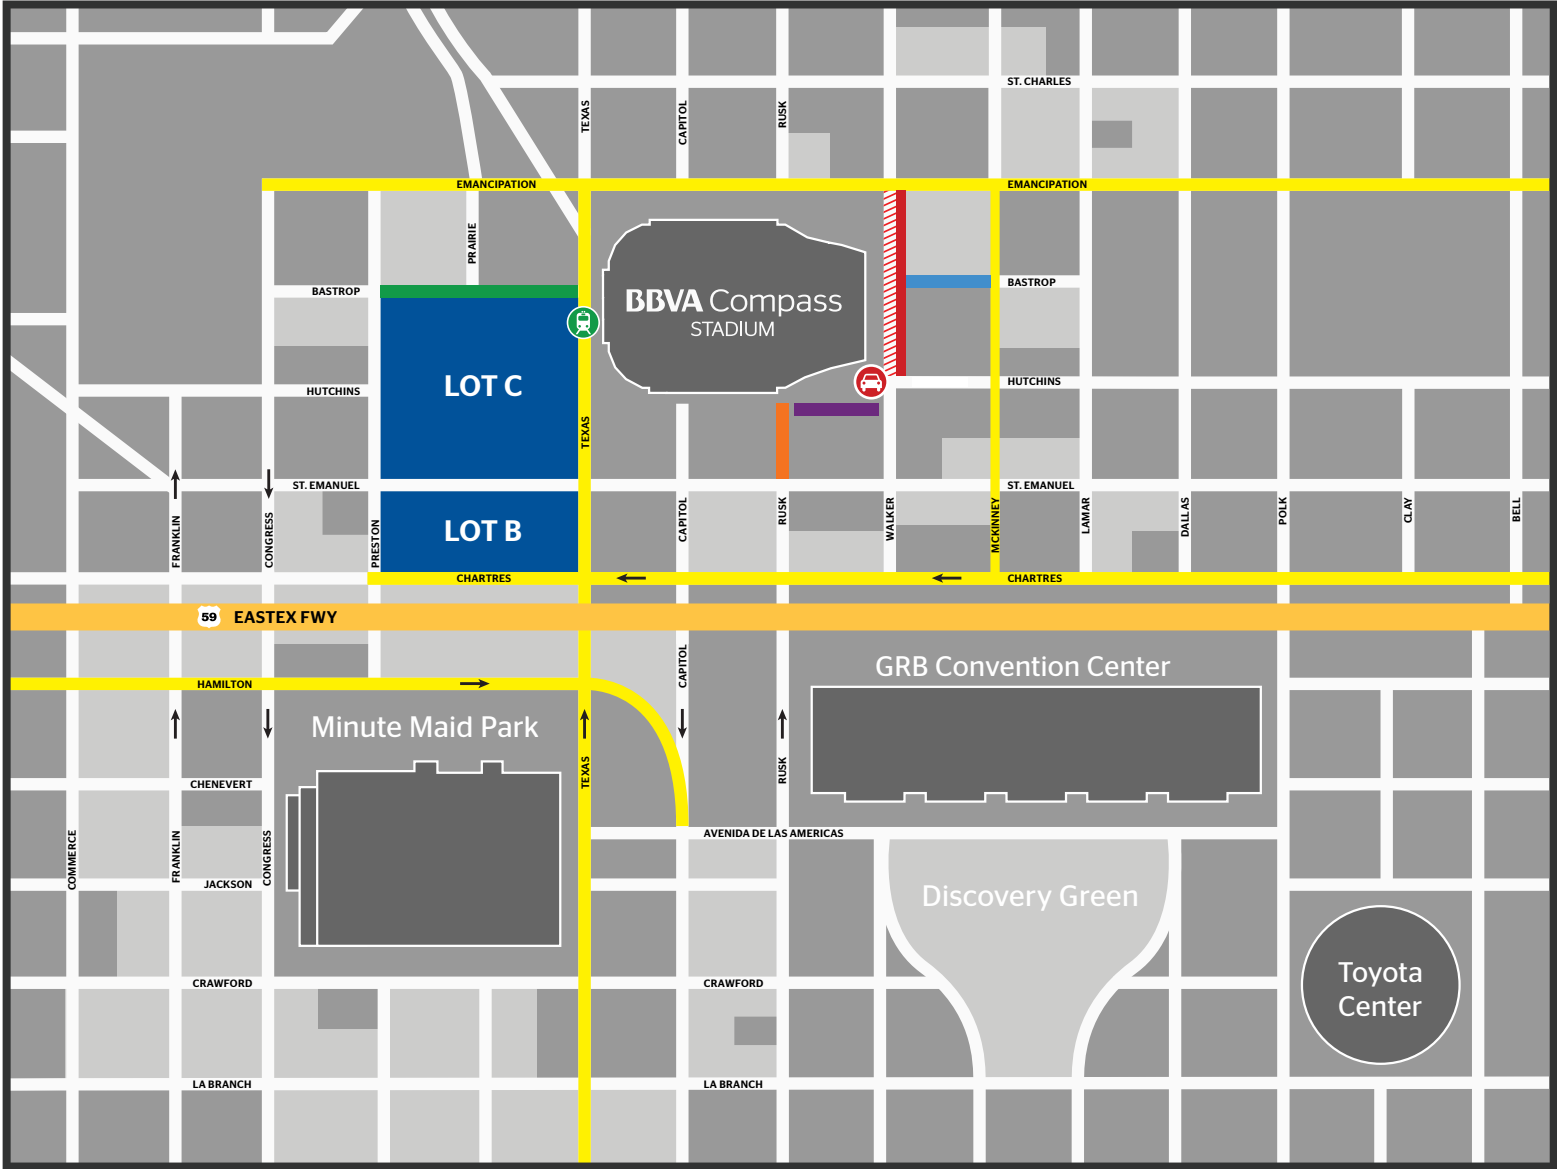 ST. CHARLES
TEXAS
CAPITOL
RUSK
EMANCIPATION
EMANCIPATION
PRAIRIE
BASTROP
BASTROP
BBVA Compass
STADIUM
LOT C
HUTCHINS
HUTCHINS
TEXAS
ST. EMANUEL
ST. EMANUEL
FRANKLIN
CONGRESS
PRESTON
LOT B
CAPITOL
RUSK
WALKER
MCKINNEY
LAMAR
DALLAS
POLK
CLAY
BELL
CHARTRES
CHARTRES
59 EASTEX FWY
CAPITOL
GRB Convention Center
HAMILTON
Minute Maid Park
TEXAS
RUSK
CHENEVERT
AVENIDA DE LAS AMERICAS
COMMERCE
FRANKLIN
CONGRESS
JACKSON
Discovery Green
CRAWFORD
CRAWFORD
Toyota
Center
LA BRANCH
LA BRANCH